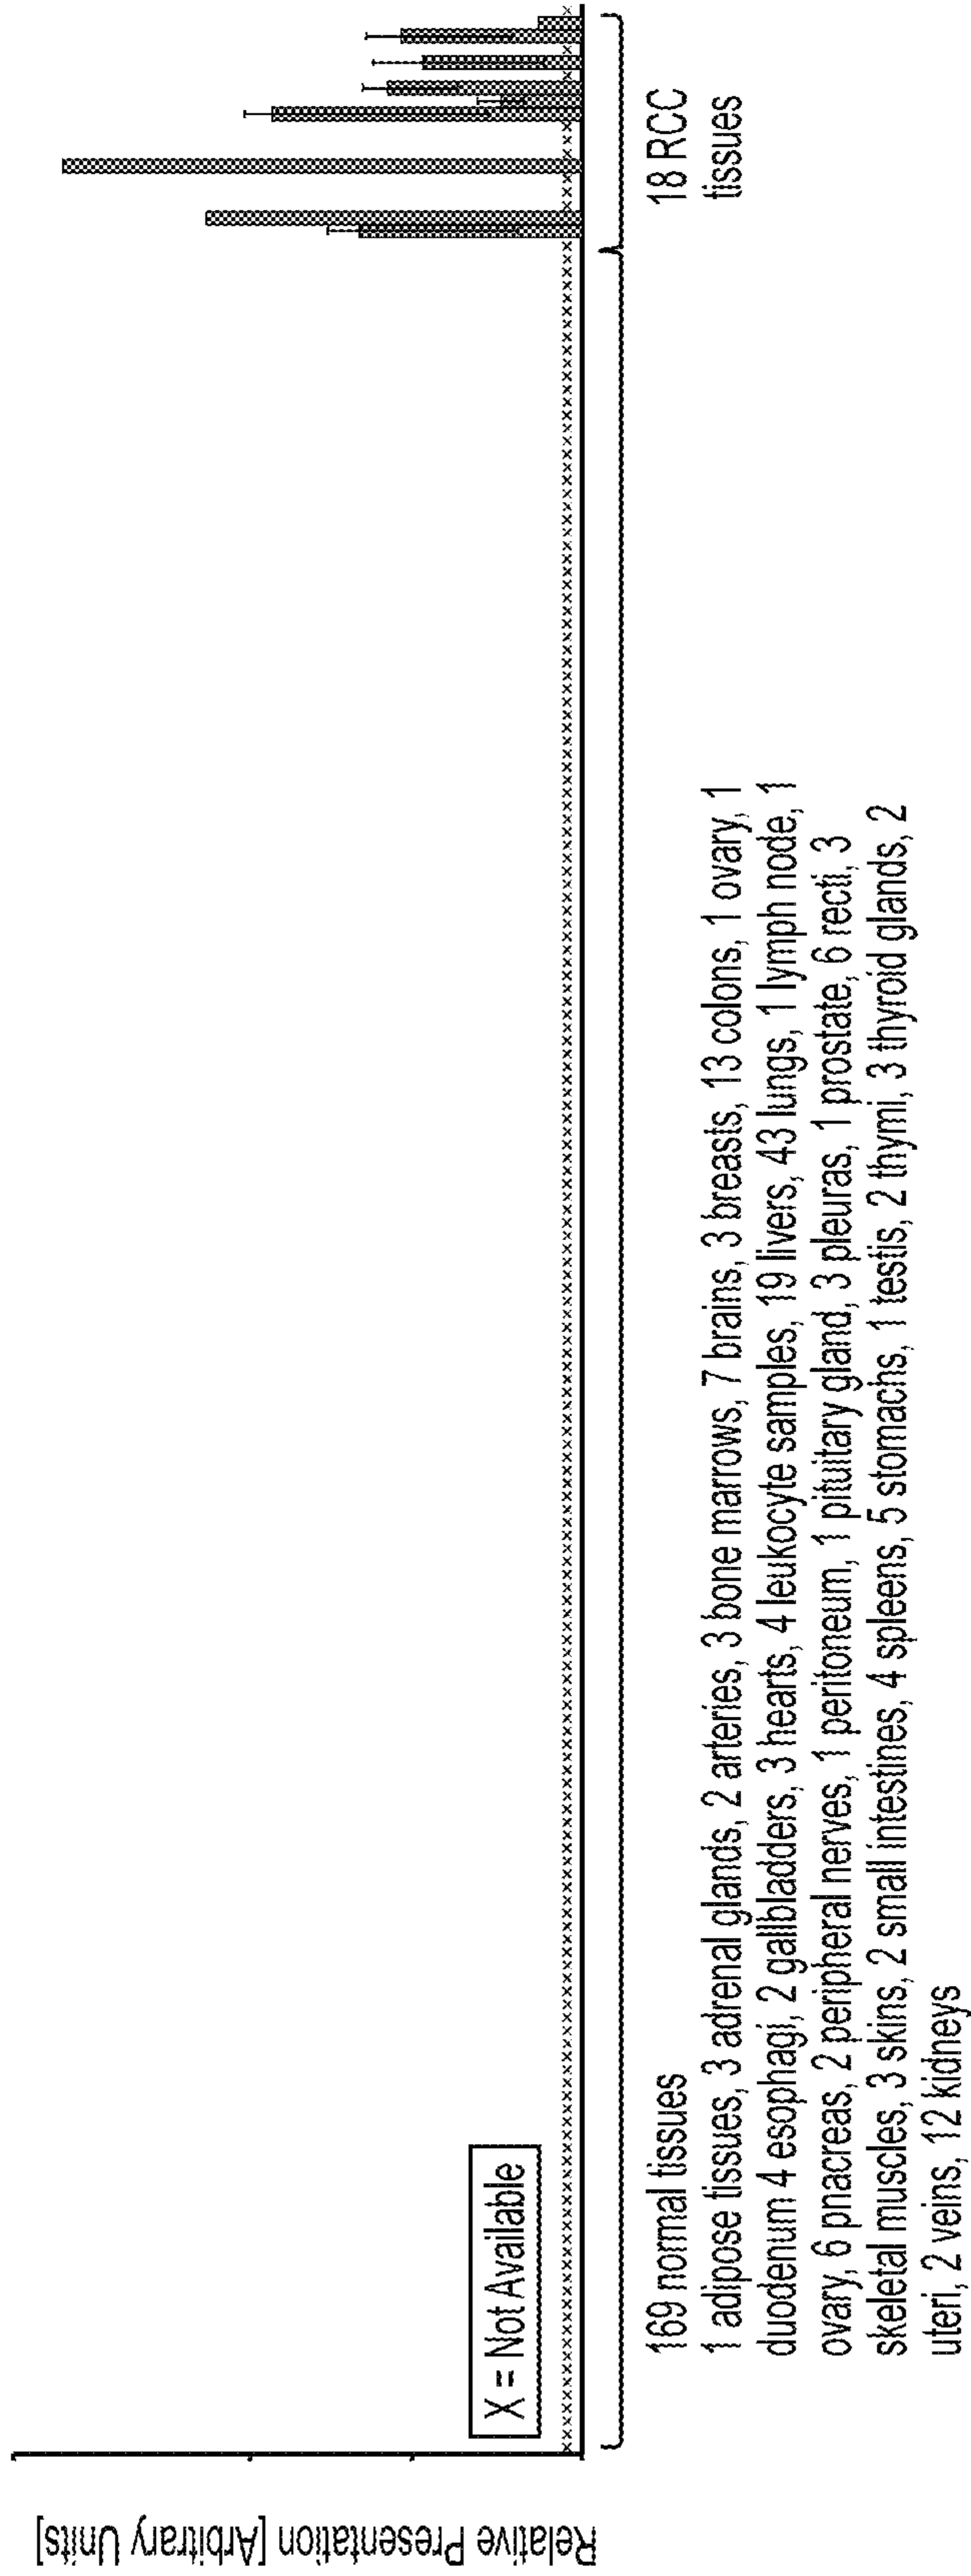 Relative Presentation [Arbitrary Units]
X = Not Available
169 normal tissues
1 adipose tissues, 3 adrenal glands, 2 arteries, 3 bone marrows, 7 brains, 3 breasts, 13 colons, 1 ovary, 1
duodenum 4 esophagi, 2 gallbladders, 3 hearts, 4 leukocyte samples, 19 livers, 43 lungs, 1 lymph node, 1
ovary, 6 pnacreas, 2 peripheral nerves, 1 peritoneum, 1 pituitary gland, 3 pleuras, 1 prostate, 6 recti, 3
skeletal muscles, 3 skins, 2 small intestines, 4 spleens, 5 stomachs, 1 testis, 2 thymi, 3 thyroid glands, 2
uteri, 2 veins, 12 kidneys
18 RCC
tissues